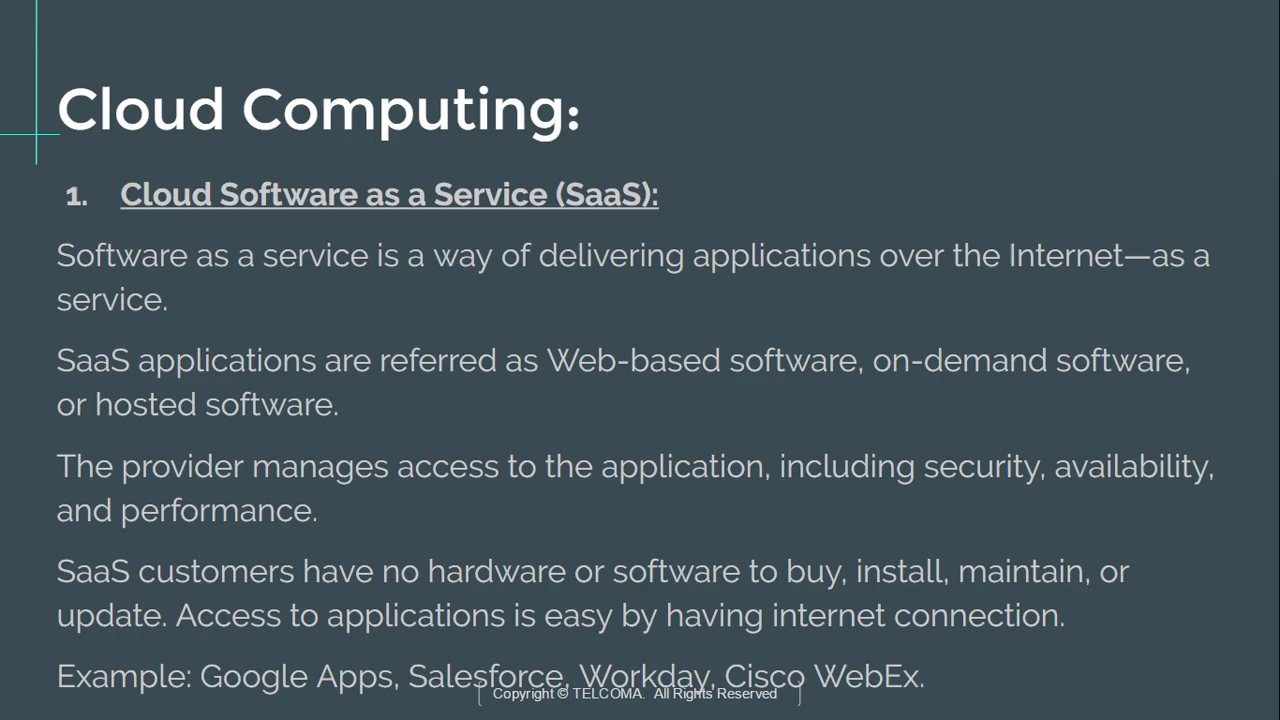 Cloud Computing:
1. Cloud Software as a Service (SaaS):
Software as a service is a way of delivering applications over the Internet—as a
service.
SaaS applications are referred as Web-based software, on-demand software,
or hosted software.
The provider manages access to the application, including security, availability,
and performance.
SaaS customers have no hardware or software to buy, install, maintain, or
update. Access to applications is easy by having internet connection.
Example: Google Apps, Salesforce, Workday, Cisco WebEx.
Copyright © TELCOMA. All Rights Reserved